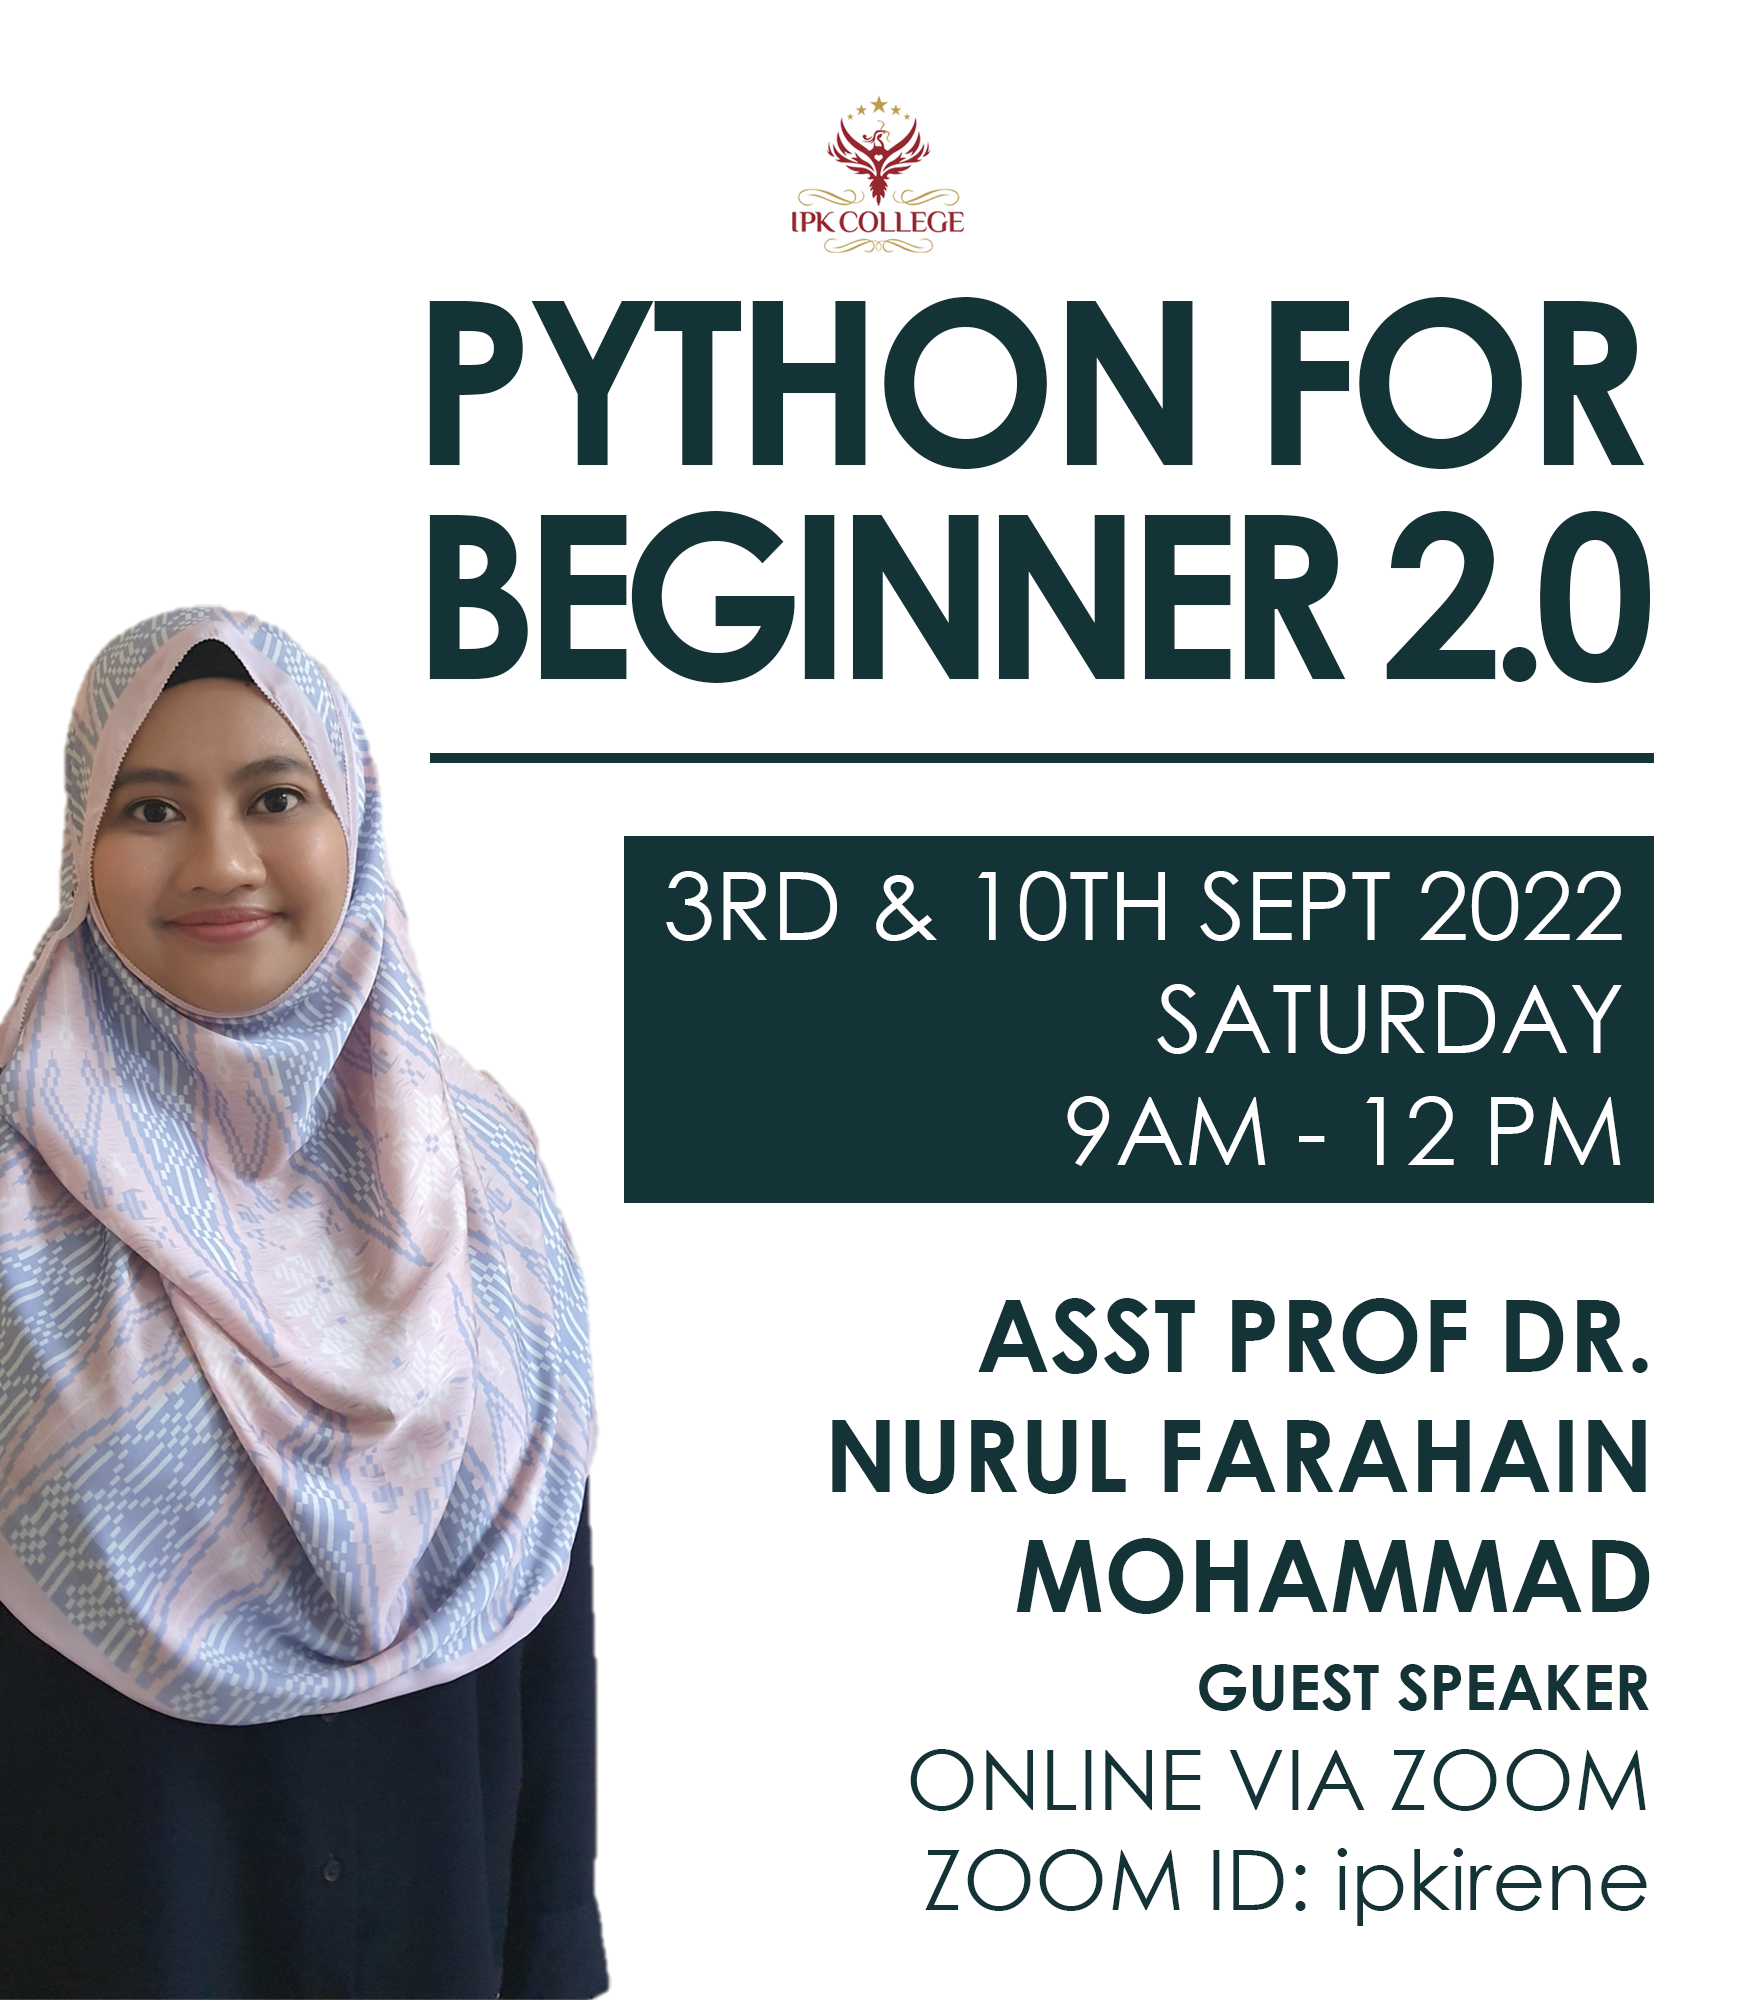 IPK COLLEGE
PYTHON FOR
BEGINNER 2.0
3RD & 10TH SEPT 2022
SATURDAY
9AM - 12 PM
ASST PROF DR.
NURUL FARAHAIN
MOHAMMAD
GUEST SPEAKER
ONLINE VIA ZOOM
ZOOM ID: ipkirene